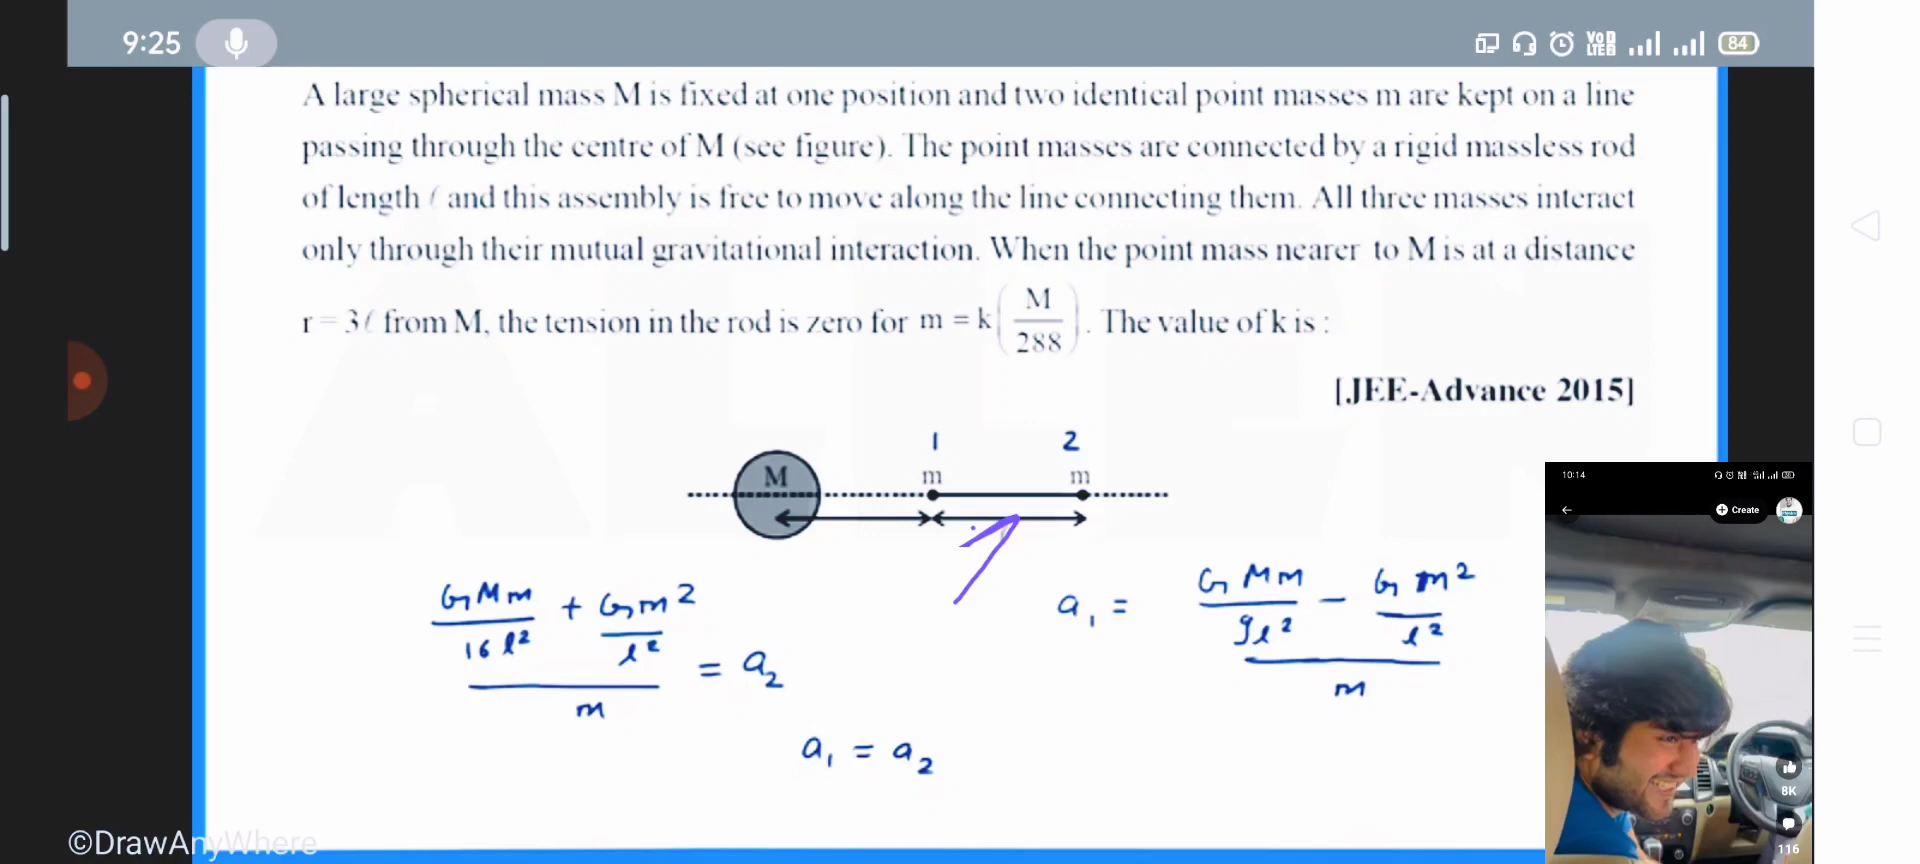 9:25
VoD LTE2
84
A large spherical mass M is fixed at one position and two identical point masses m are kept on a line
passing through the centre of M (see figure). The point masses are connected by a rigid massless rod
of length ℓ and this assembly is free to move along the line connecting them. All three masses interact
only through their mutual gravitational interaction. When the point mass nearer to M is at a distance
r = 3ℓ from M, the tension in the rod is zero for m = k(M/288). The value of k is :
[JEE-Advance 2015]
1 2
M m m
GMm/16l² + Gm²/l²
m
= a₂
a₁ = GMm/9l² − Gm²/l²
m
a₁ = a₂
10:14
Create
8K
116
©DrawAnyWhere